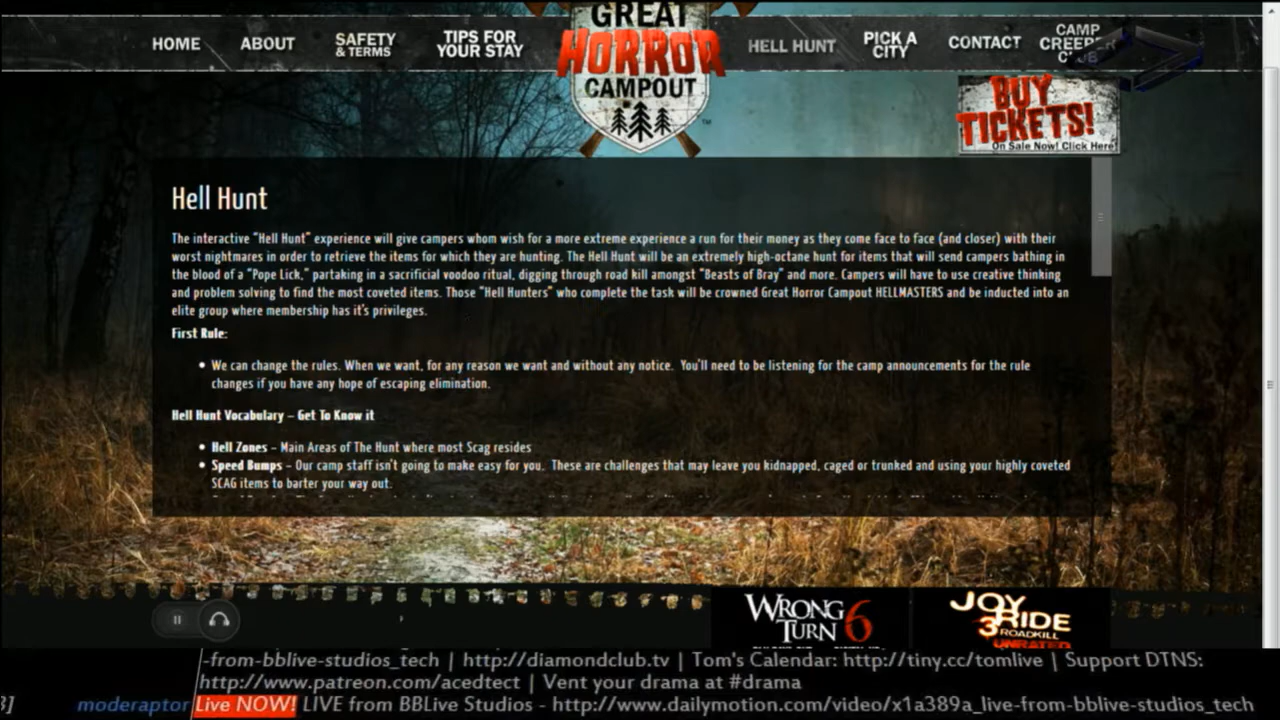 GREAT
HORROR
CAMPOUT
HOME
ABOUT
SAFETY
& TERMS
TIPS FOR
YOUR STAY
HELL HUNT
PICK A
CITY
CONTACT
CAMP
CREEPER
CLUB
BUY
TICKETS!
On Sale Now! Click Here!
Hell Hunt
The interactive "Hell Hunt" experience will give campers whom wish for a more extreme experience a run for their money as they come face to face (and closer) with their
worst nightmares in order to retrieve the items for which they are hunting. The Hell Hunt will be an extremely high-octane hunt for items that will send campers bathing in
the blood of a "Pope Lick," partaking in a sacrificial voodoo ritual, digging through road kill amongst "Beasts of Bray" and more. Campers will have to use creative thinking
and problem solving to find the most coveted items. Those "Hell Hunters" who complete the task will be crowned Great Horror Campout HELLMASTERS and be inducted into an
elite group where membership has it's privileges.
First Rule:
• We can change the rules. When we want, for any reason we want and without any notice. You'll need to be listening for the camp announcements for the rule
changes if you have any hope of escaping elimination.
Hell Hunt Vocabulary – Get To Know it
• Hell Zones – Main Areas of The Hunt where most Scag resides
• Speed Bumps – Our camp staff isn't going to make easy for you. These are challenges that may leave you kidnapped, caged or trunked and using your highly coveted
SCAG items to barter your way out.
WRONG
TURN 6
JOY
RIDE
3 ROADKILL
UNRATED
-from-bblive-studios_tech | http://diamondclub.tv | Tom's Calendar: http://tiny.cc/tomlive | Support DTNS:
http://www.patreon.com/acedtect | Vent your drama at #drama
3] moderaptor Live NOW! LIVE from BBLive Studios - http://www.dailymotion.com/video/x1a389a_live-from-bblive-studios_tech